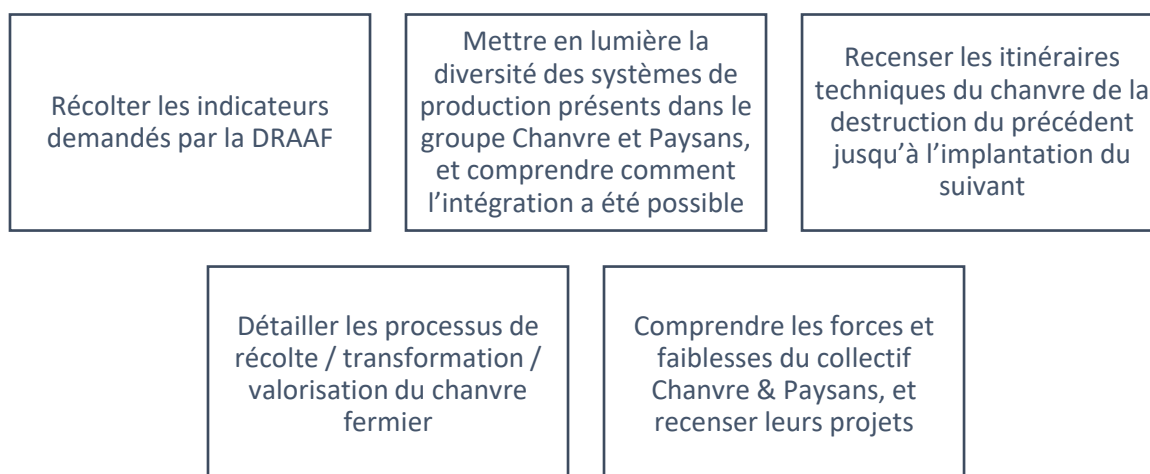 Récolter les indicateurs
demandés par la DRAAF
Mettre en lumière la
diversité des systèmes de
production présents dans le
groupe Chanvre et Paysans,
et comprendre comment
l’intégration a été possible
Recenser les itinéraires
techniques du chanvre de la
destruction du précédent
jusqu’à l’implantation du
suivant
Détailler les processus de
récolte / transformation /
valorisation du chanvre
fermier
Comprendre les forces et
faiblesses du collectif
Chanvre & Paysans, et
recenser leurs projets